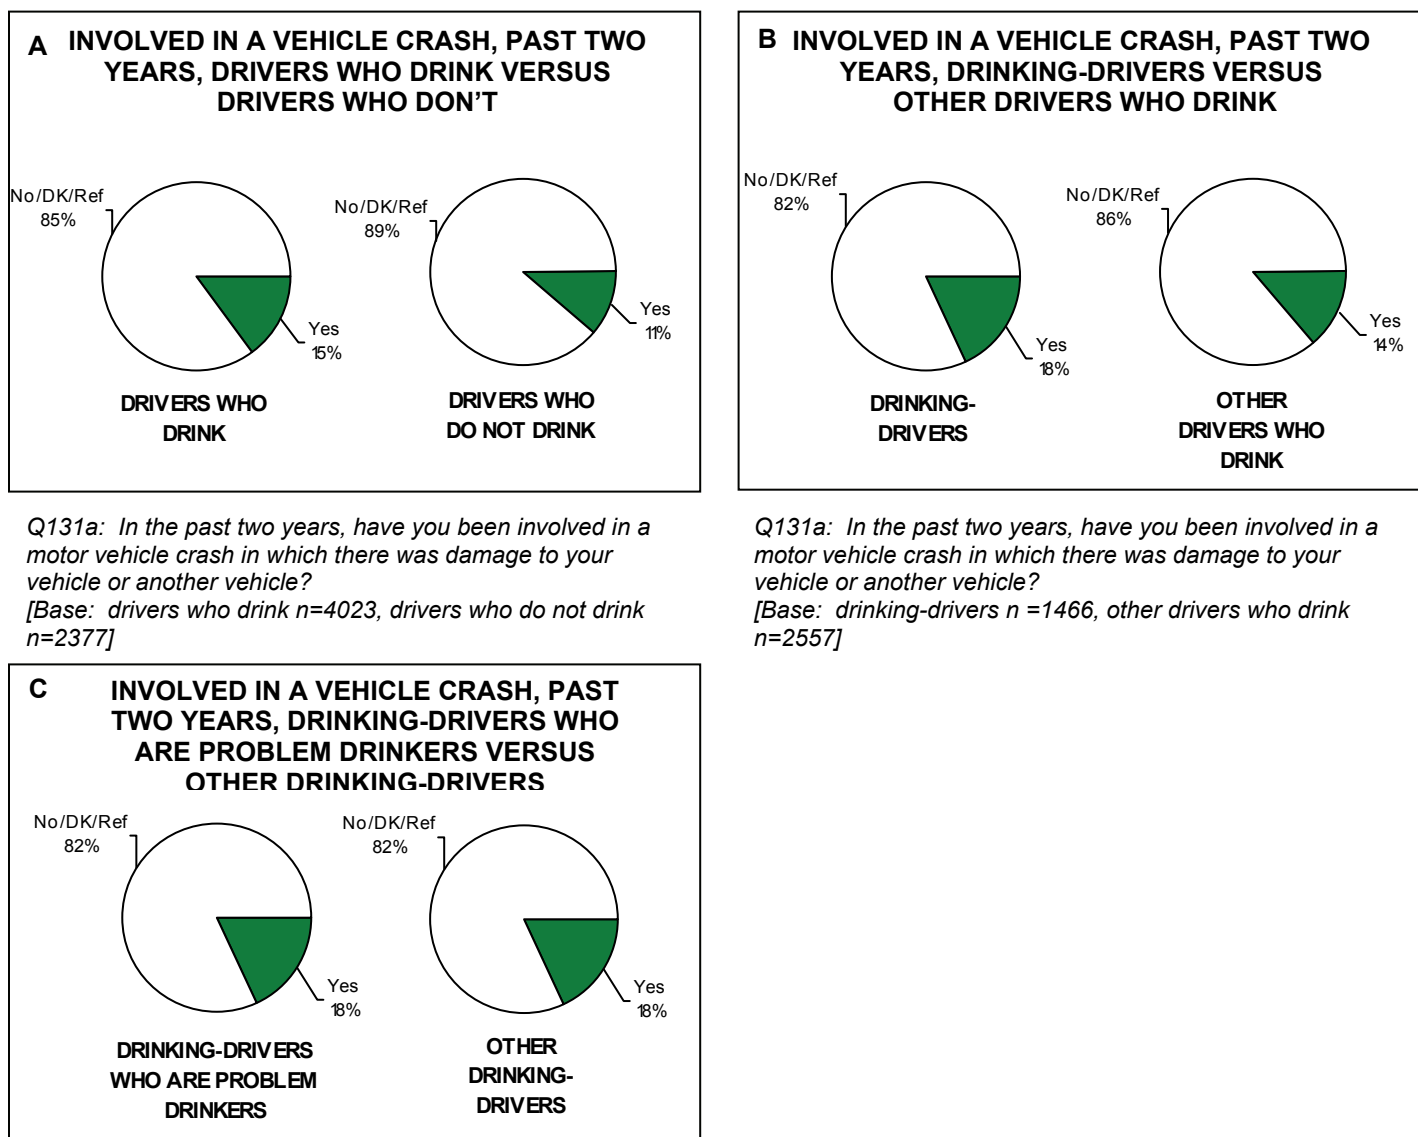 A INVOLVED IN A VEHICLE CRASH, PAST TWO
YEARS, DRIVERS WHO DRINK VERSUS
DRIVERS WHO DON'T
No/DK/Ref
85%
Yes
15%
DRIVERS WHO
DRINK
No/DK/Ref
89%
Yes
11%
DRIVERS WHO
DO NOT DRINK
Q131a: In the past two years, have you been involved in a
motor vehicle crash in which there was damage to your
vehicle or another vehicle?
[Base: drivers who drink n=4023, drivers who do not drink
n=2377]
B INVOLVED IN A VEHICLE CRASH, PAST TWO
YEARS, DRINKING-DRIVERS VERSUS
OTHER DRIVERS WHO DRINK
No/DK/Ref
82%
Yes
18%
DRINKING-
DRIVERS
No/DK/Ref
86%
Yes
14%
OTHER
DRIVERS WHO
DRINK
Q131a: In the past two years, have you been involved in a
motor vehicle crash in which there was damage to your
vehicle or another vehicle?
[Base: drinking-drivers n =1466, other drivers who drink
n=2557]
C INVOLVED IN A VEHICLE CRASH, PAST
TWO YEARS, DRINKING-DRIVERS WHO
ARE PROBLEM DRINKERS VERSUS
OTHER DRINKING-DRIVERS
No/DK/Ref
82%
Yes
18%
DRINKING-DRIVERS
WHO ARE PROBLEM
DRINKERS
No/DK/Ref
82%
Yes
18%
OTHER
DRINKING-
DRIVERS